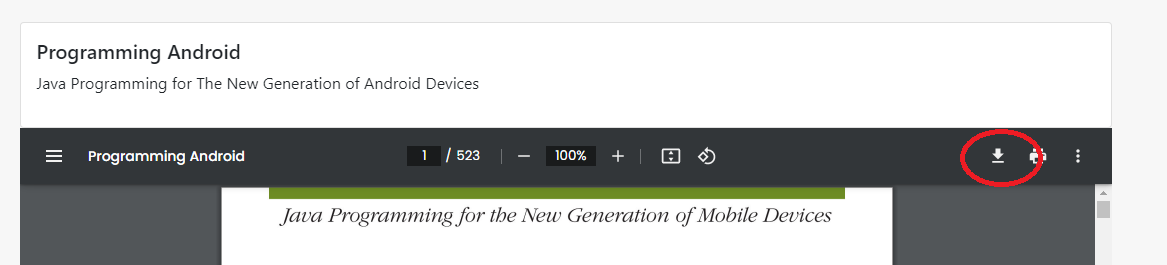 Programming Android
Java Programming for The New Generation of Android Devices
Programming Android 1 / 523 100%
Java Programming for the New Generation of Mobile Devices